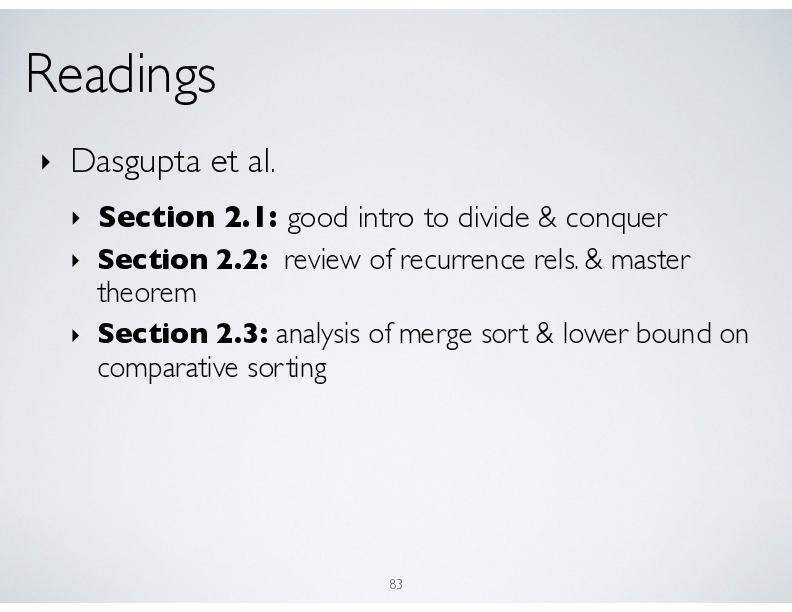 Readings
‣ Dasgupta et al.
‣ Section 2.1: good intro to divide & conquer
‣ Section 2.2: review of recurrence rels. & master
theorem
‣ Section 2.3: analysis of merge sort & lower bound on
comparative sorting
83